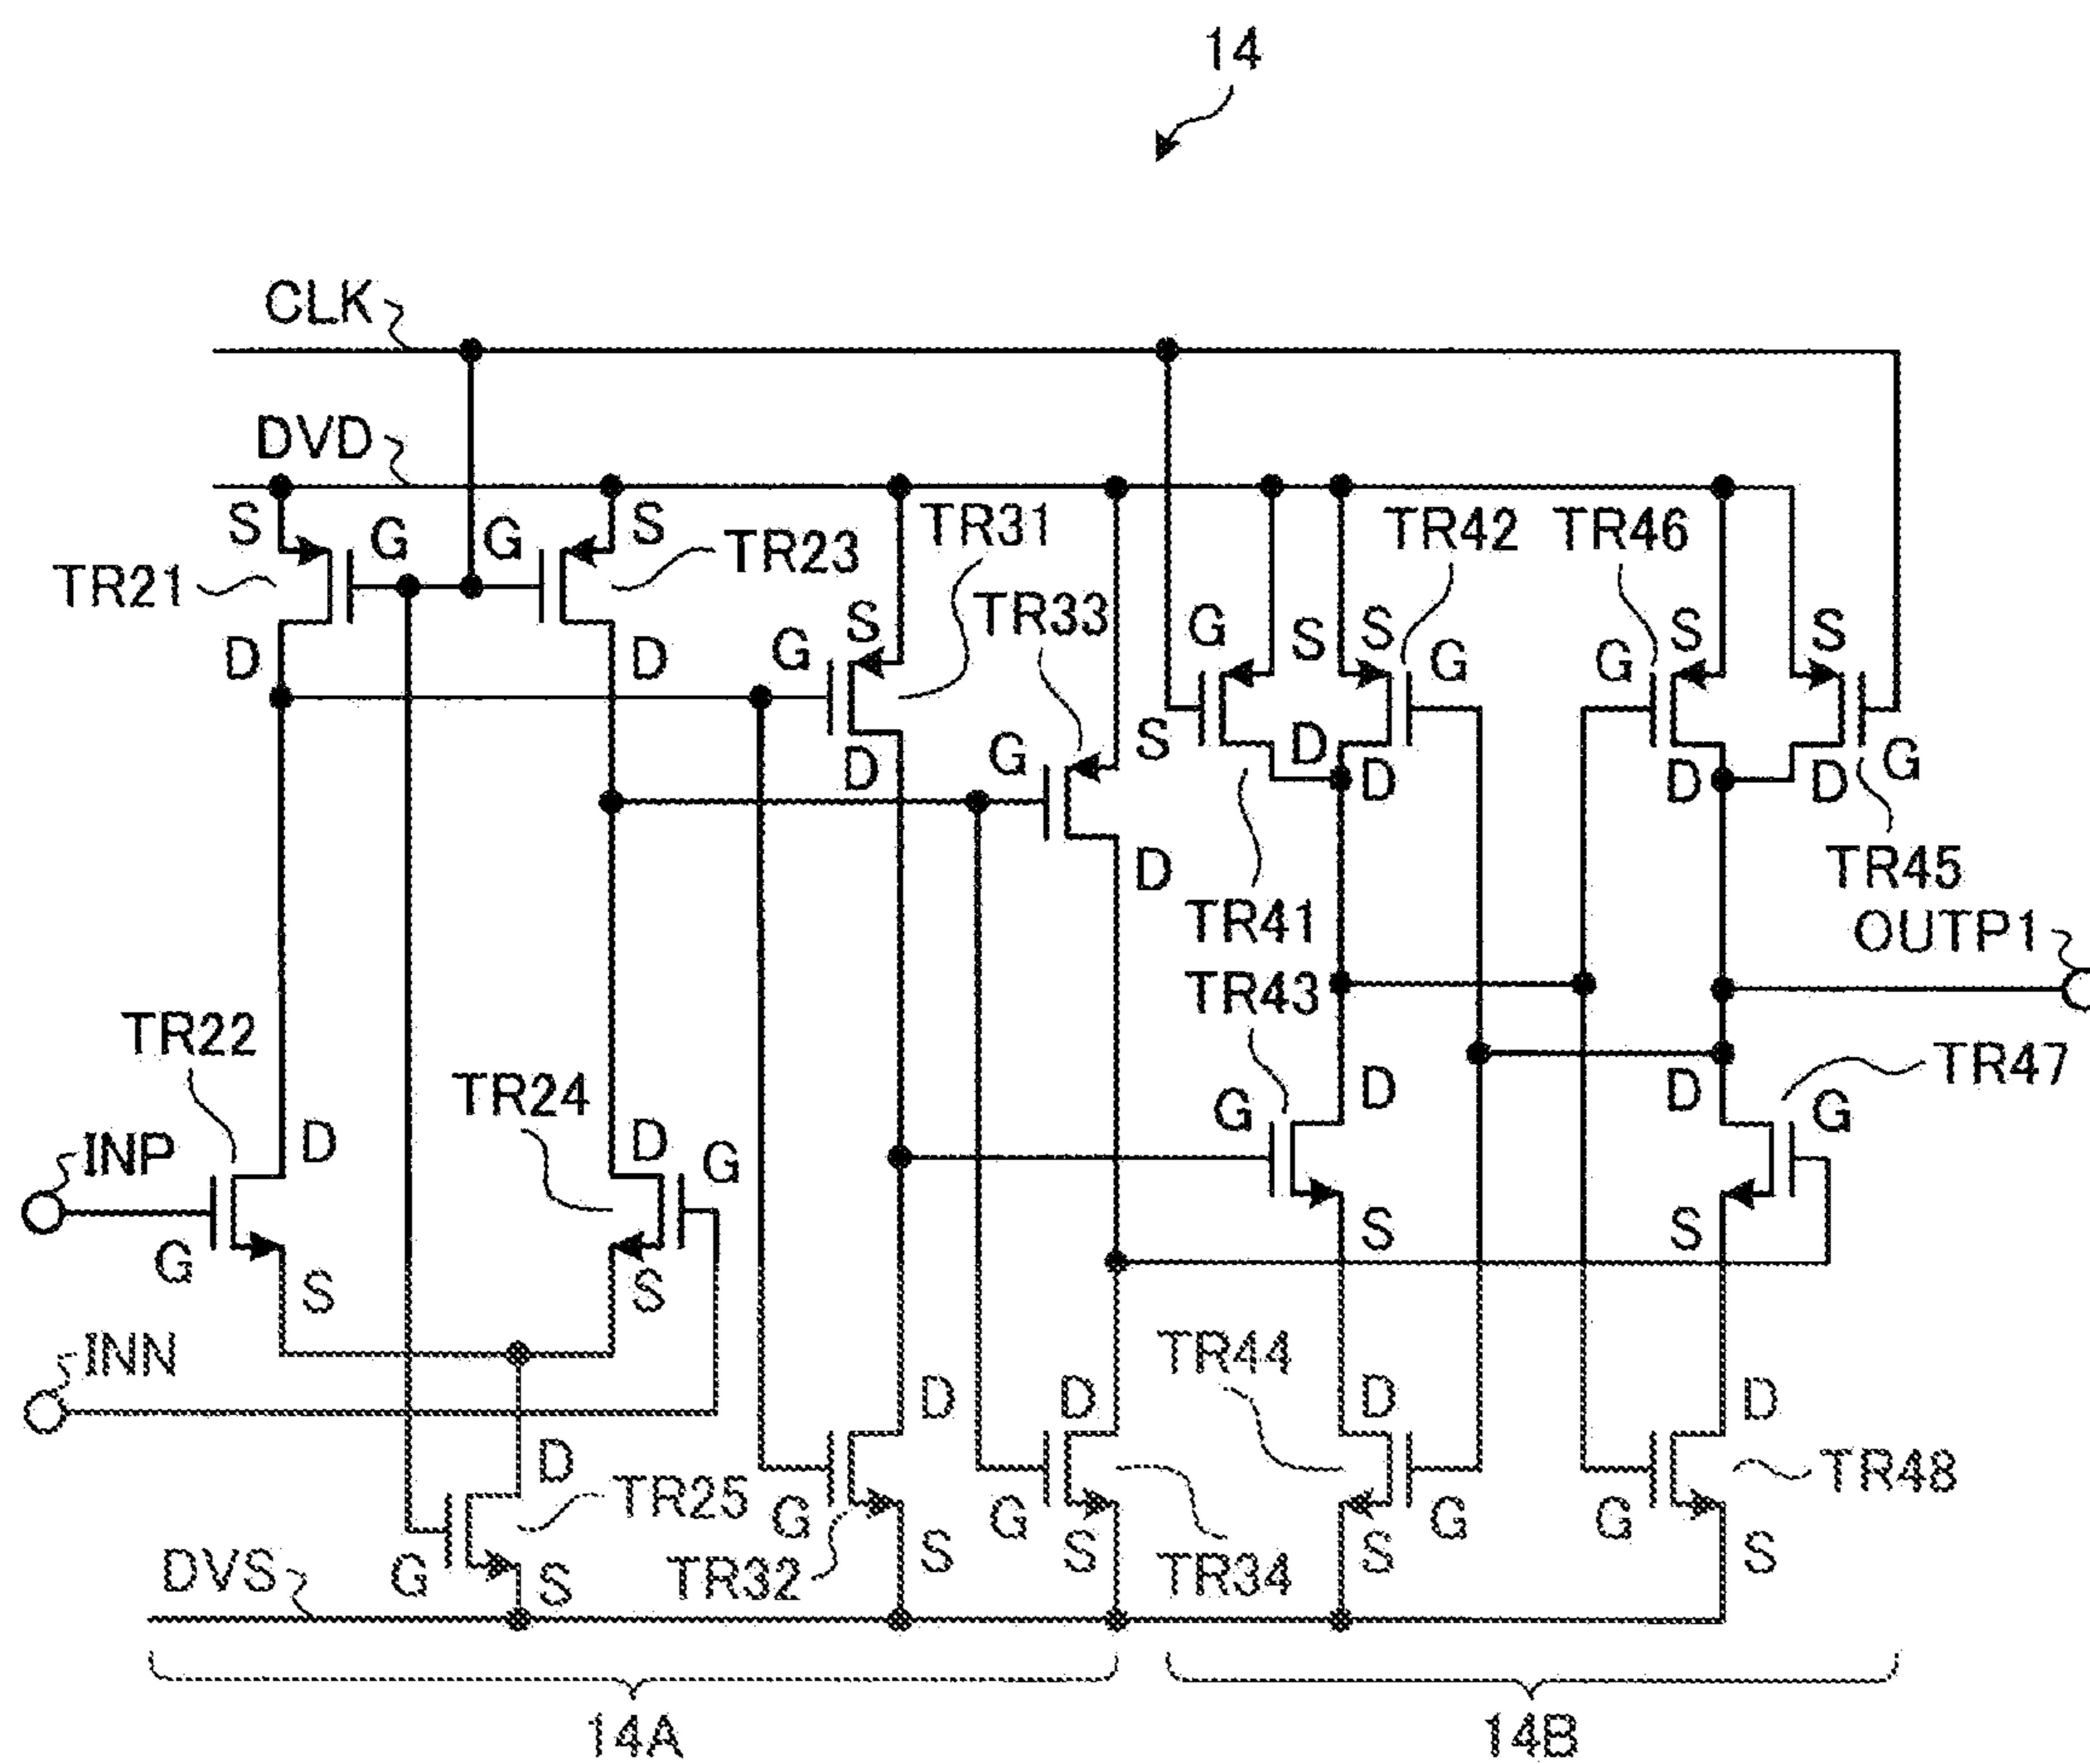 14
CLK
DVD
S G G S TR31 TR42 TR46
TR21 TR23
TR33
D D G S G S S G G S S
S D D D D G
G D
TR45
D TR41
OUTP1
TR43
TR22
TR24 D D TR47
G G
INP D D G
G S S S S
INN
TR44
D D D D
D TR25 TR48
G G G G
G S S S S S
DVS TR32 TR34
14A 14B